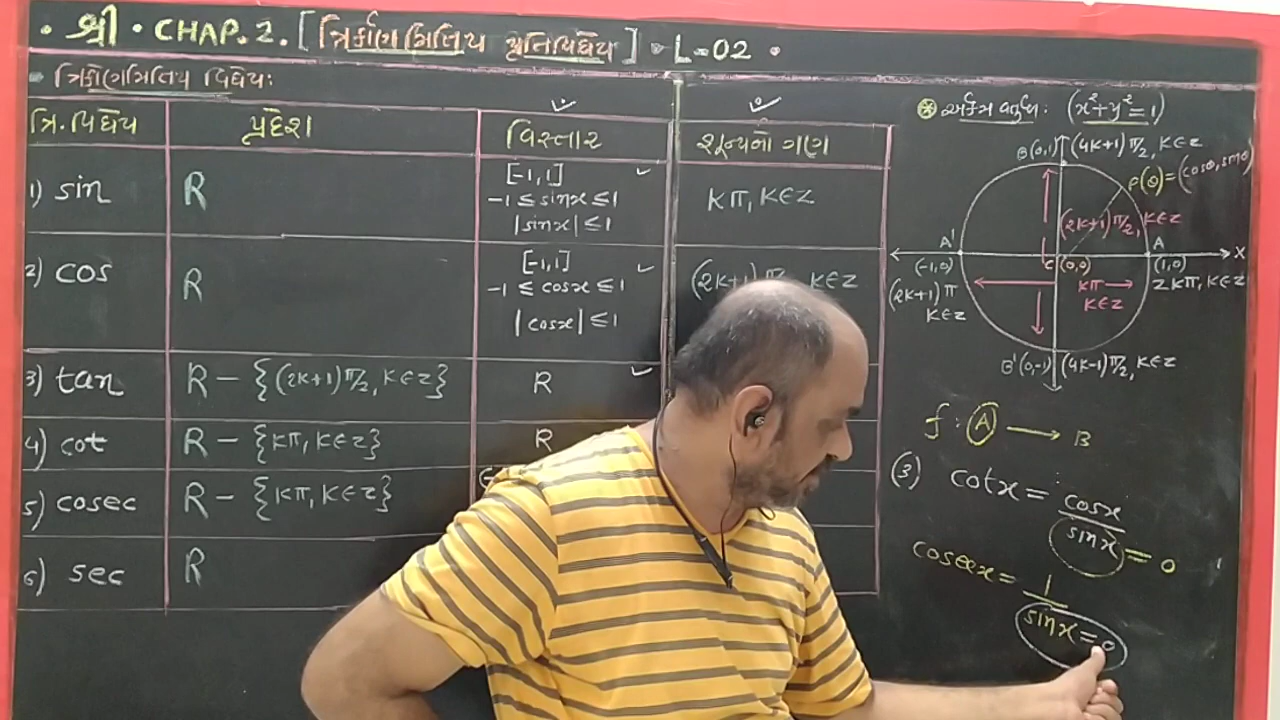 • શ્રી • CHAP. 2. [ ત્રિકોણમિતિય પ્રતિવિધેય ] • L-02 •
ત્રિકોણમિતિય વિધેય:
ત્રિ. વિધેય પ્રદેશ વિસ્તાર શૂન્યનો ગણ
1) sin R [-1,1] kπ, k∈z
-1 ≤ sinx ≤ 1
|sinx| ≤ 1
2) cos R [-1,1] (2k+1)π/2, k∈z
-1 ≤ cosx ≤ 1
|cosx| ≤ 1
3) tan R - {(2k+1)π/2, k∈z} R
4) cot R - {kπ, k∈z} R
5) cosec R - {kπ, k∈z}
6) sec R
એકમ વર્તુળ: (x²+y²=1)
B(0,1) (4k+1)π/2, k∈z
P(θ)=(cosθ, sinθ)
(2k+1)π/2, k∈z
A' A X
(-1,0) C (0,0) (1,0)
(2k+1)π kπ 2kπ, k∈z
k∈z k∈z
B'(0,-1) (4k-1)π/2, k∈z
f : A → B
(3) cotx = cosx
sinx = 0
cosecx = 1
sinx = 0